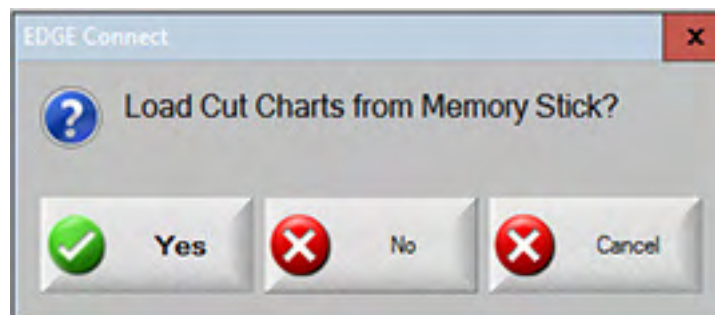 EDGE Connect
Load Cut Charts from Memory Stick?
Yes
No
Cancel